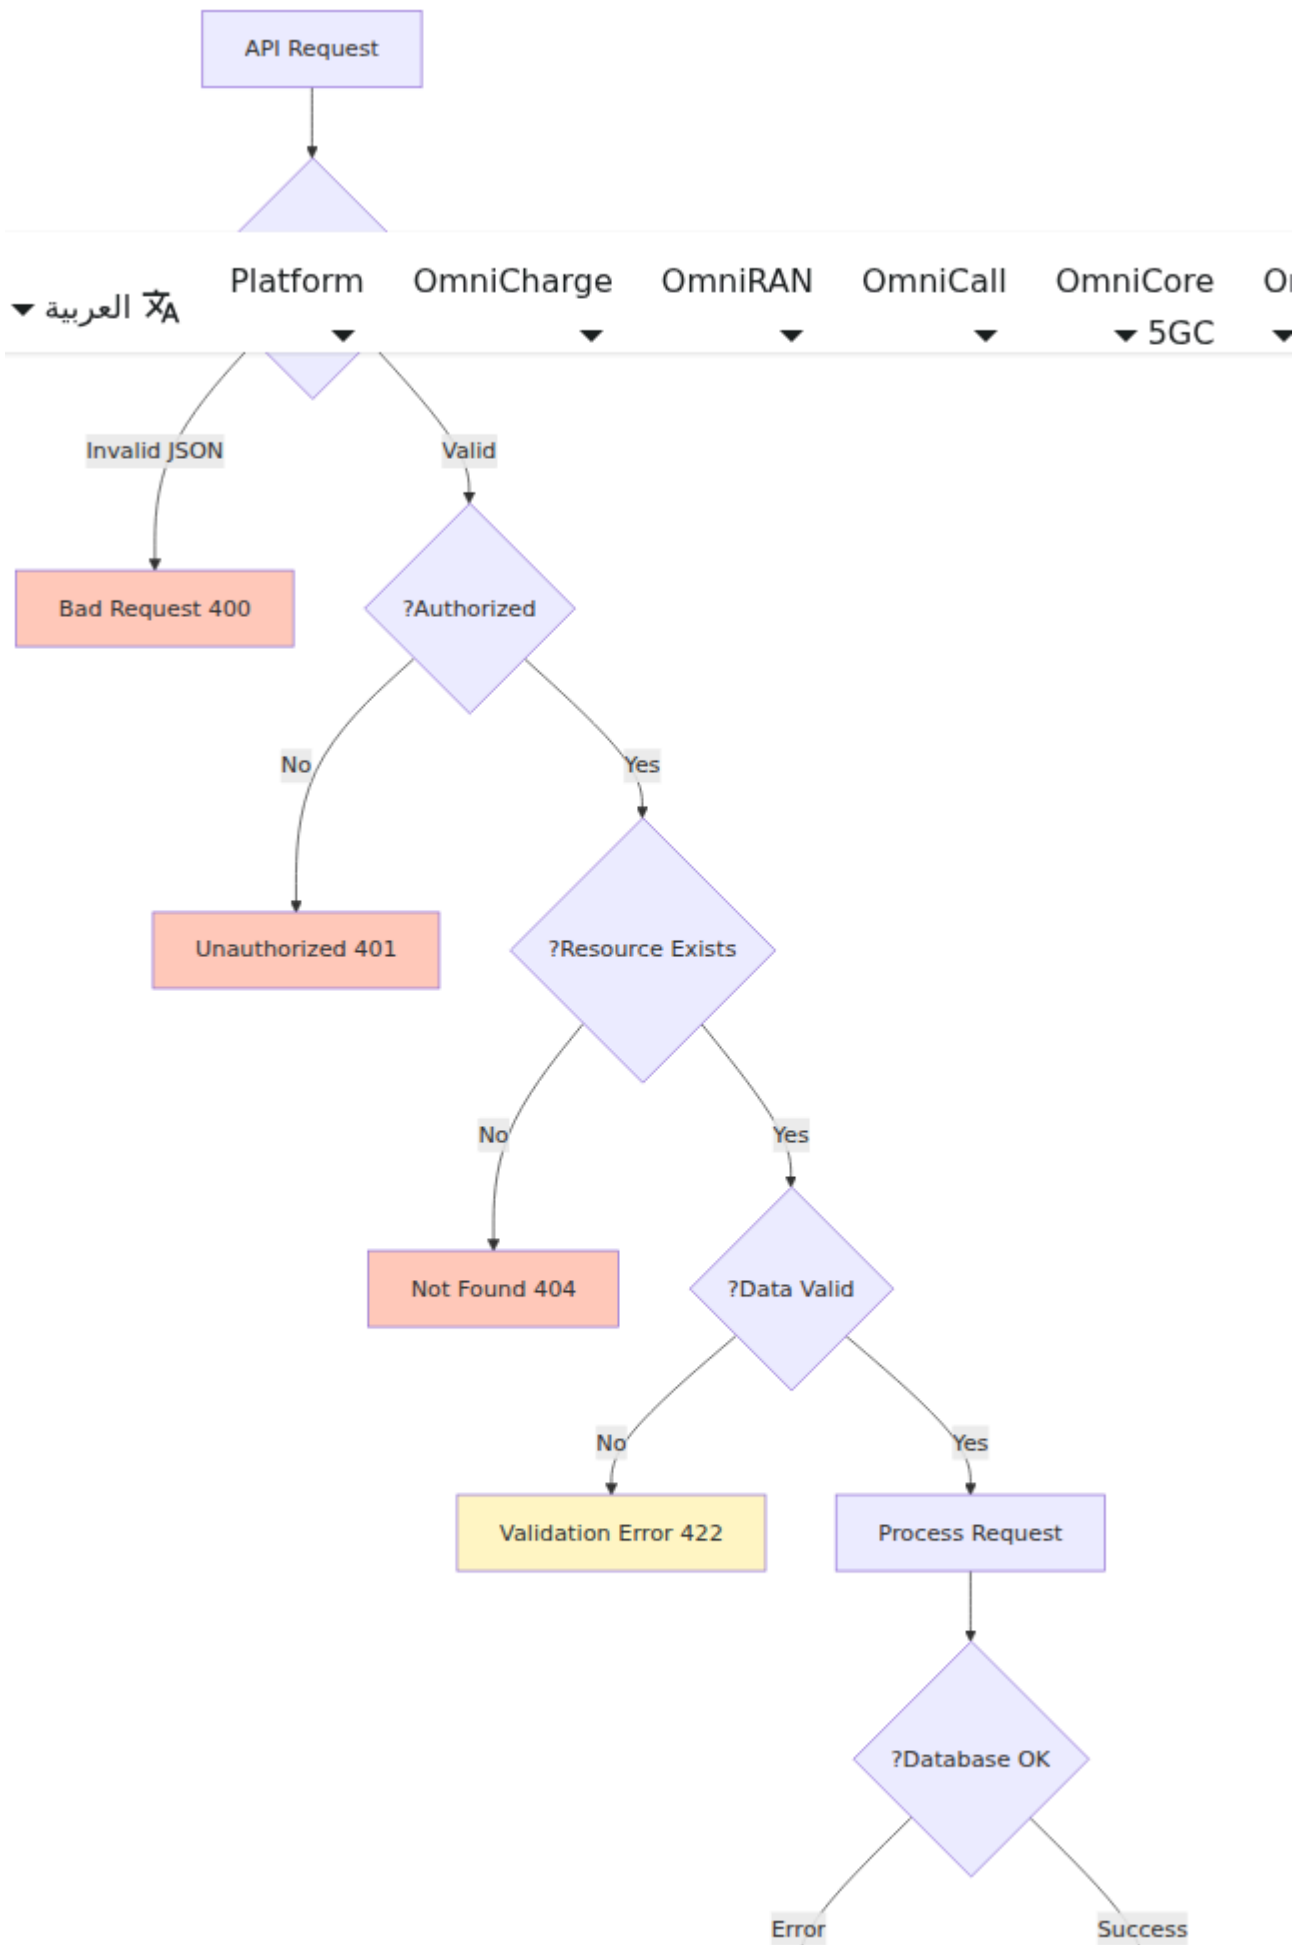 API Request
Platform
OmniCharge
OmniRAN
OmniCall
OmniCore
5GC
العربية
Invalid JSON
Valid
Bad Request 400
?Authorized
No
Yes
Unauthorized 401
?Resource Exists
No
Yes
Not Found 404
?Data Valid
No
Yes
Validation Error 422
Process Request
?Database OK
Error
Success